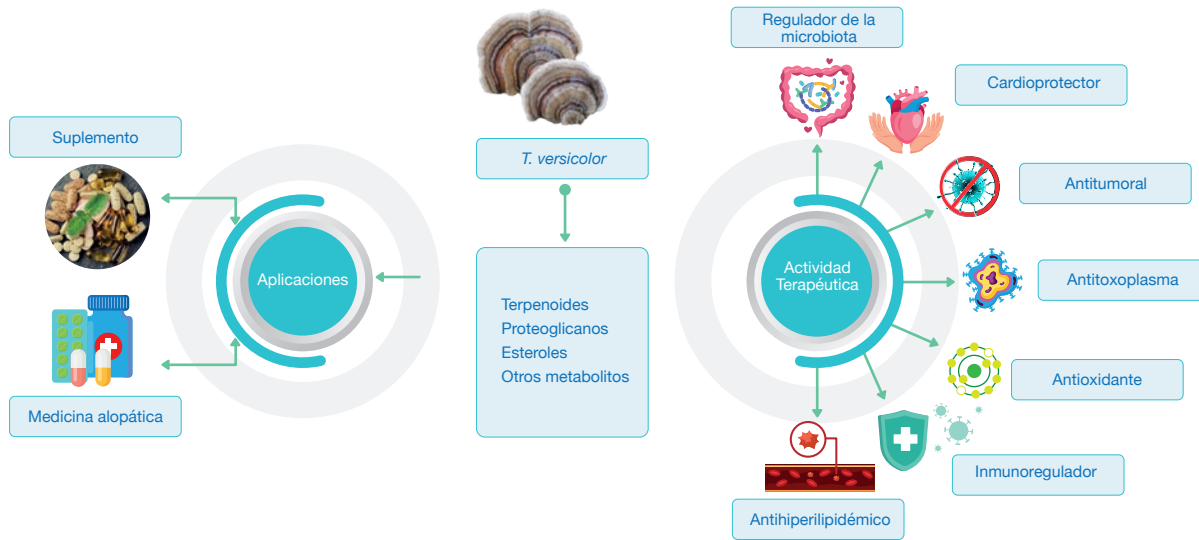 Suplemento
Aplicaciones
Medicina alopática
T. versicolor
Terpenoides
Proteoglicanos
Esteroles
Otros metabolitos
Actividad
Terapéutica
Regulador de la
microbiota
Cardioprotector
Antitumoral
Antitoxoplasma
Antioxidante
Inmunoregulador
Antihiperilipidémico